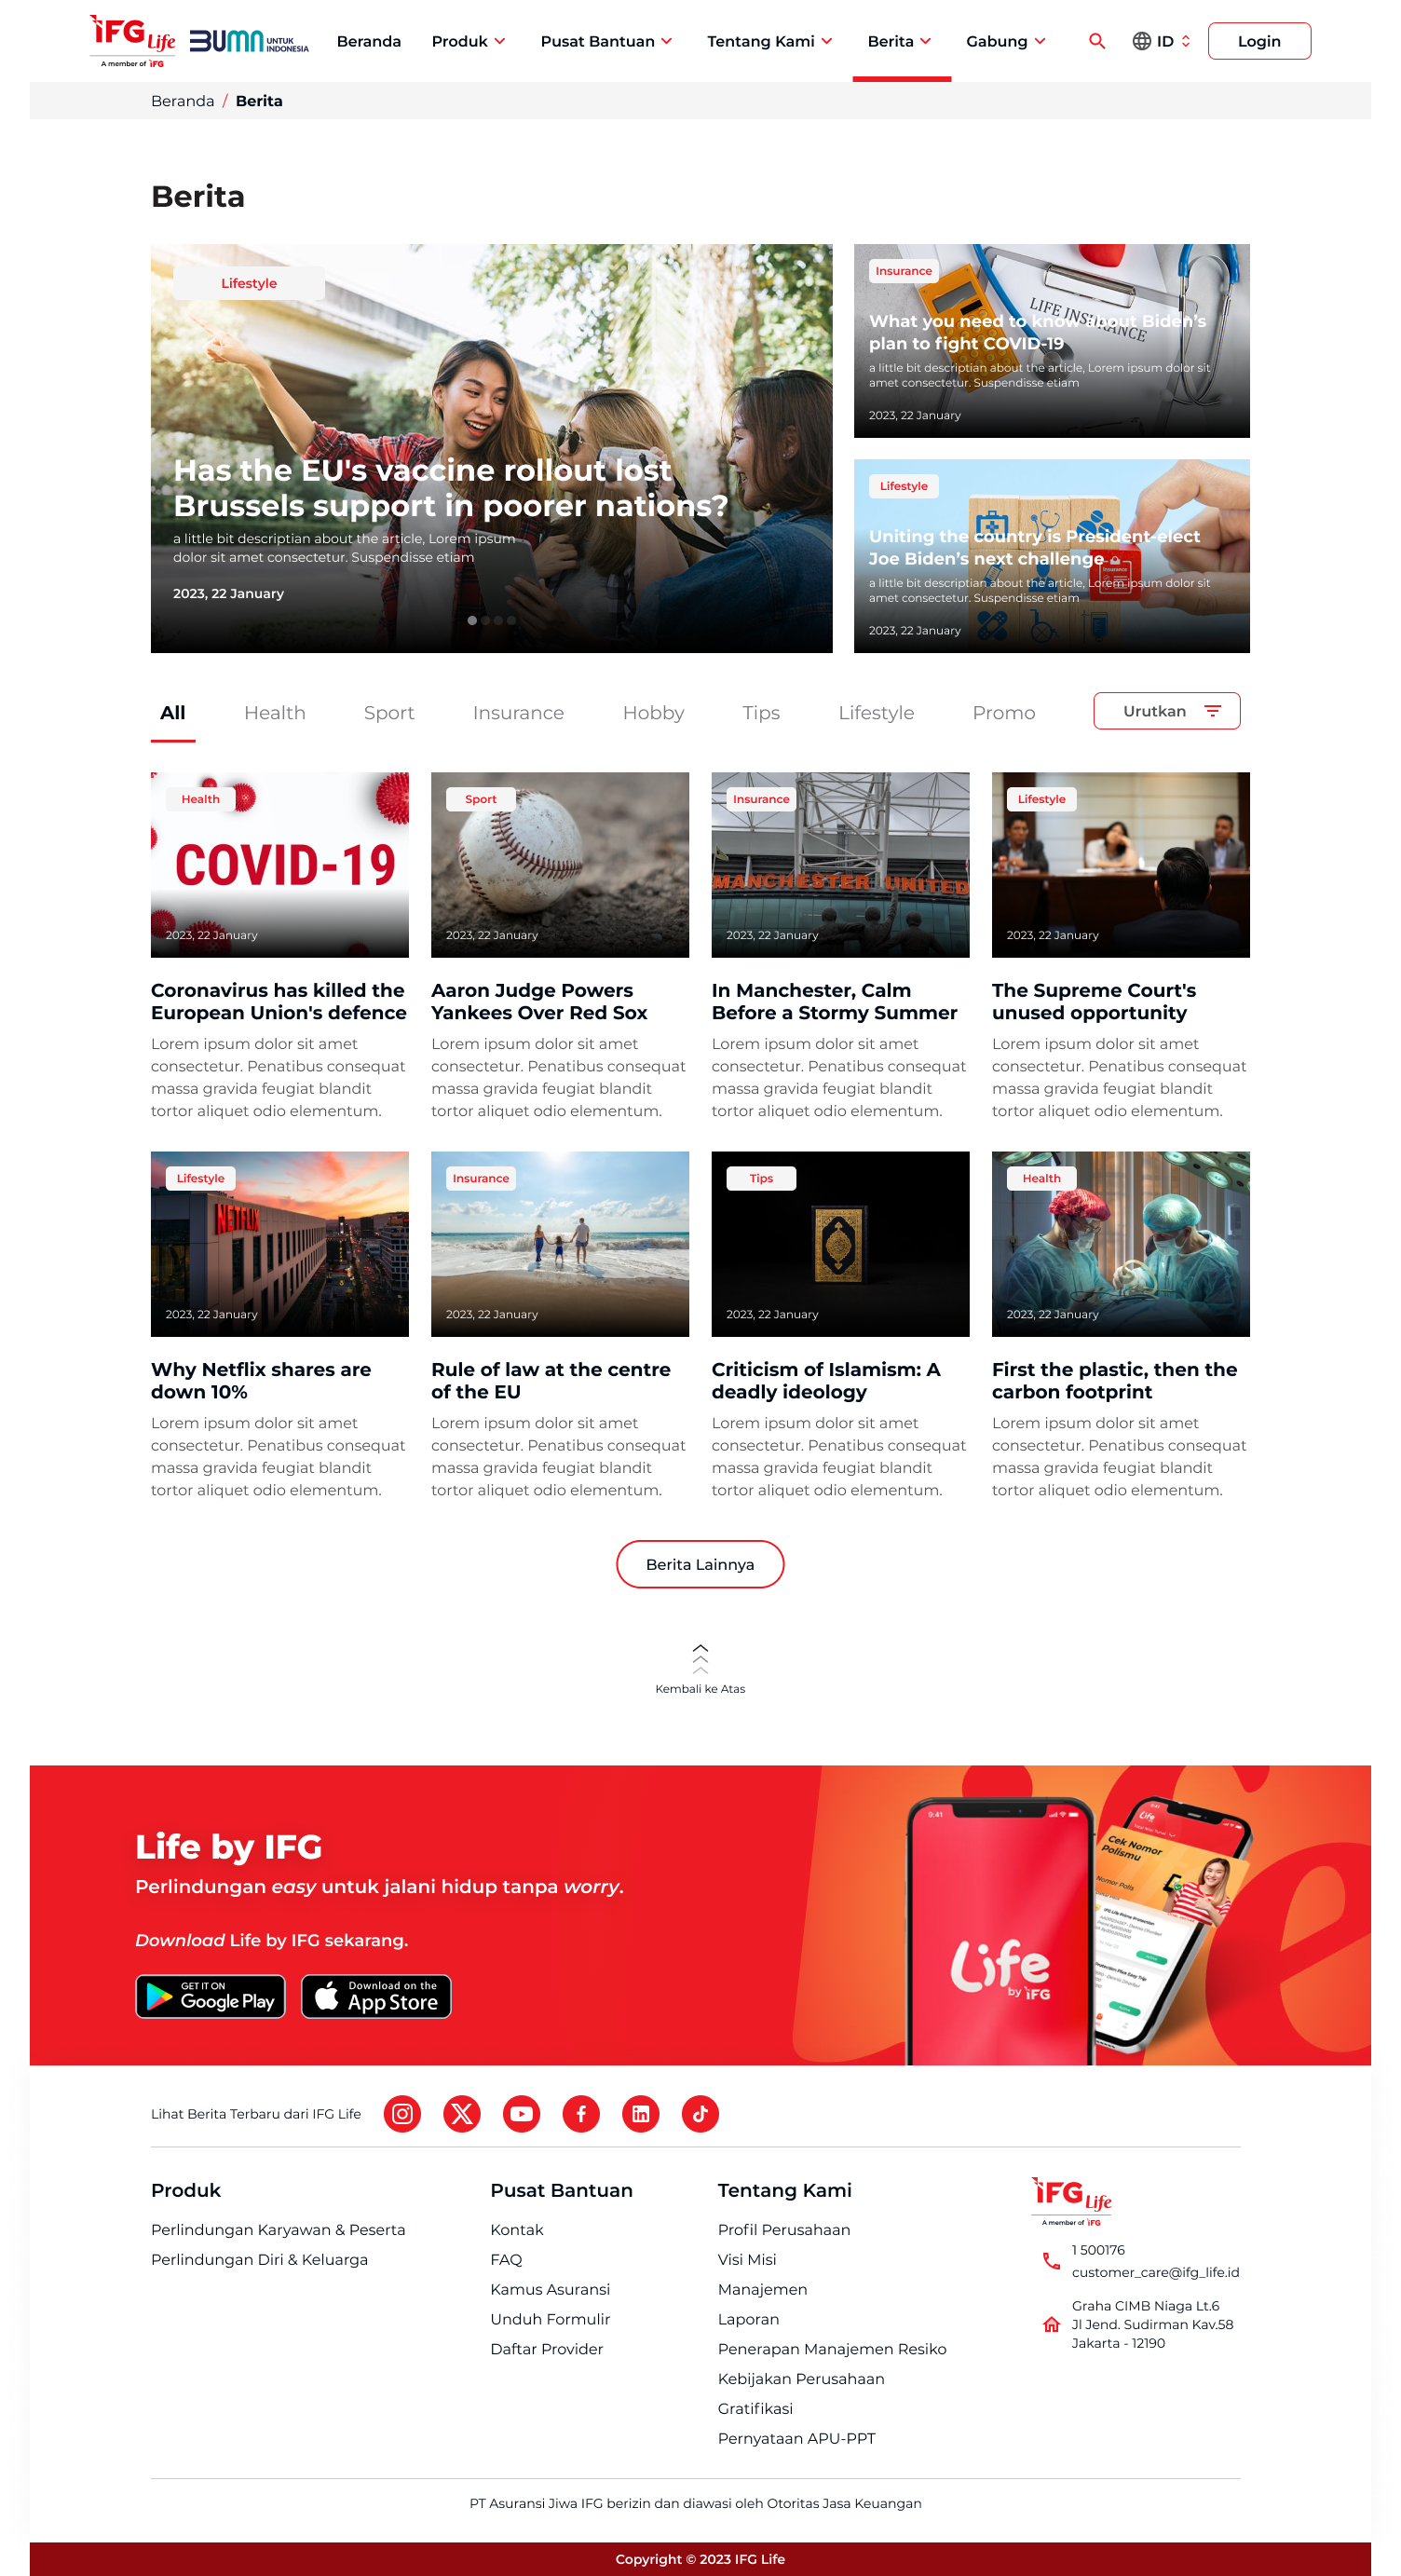 IFG Life
A member of IFG
BUMN UNTUK INDONESIA
Beranda
Produk
Pusat Bantuan
Tentang Kami
Berita
Gabung
ID
Login
Beranda / Berita
Berita
Lifestyle
Has the EU's vaccine rollout lost
Brussels support in poorer nations?
a little bit descriptian about the article, Lorem ipsum
dolor sit amet consectetur. Suspendisse etiam
2023, 22 January
Insurance
LIFE INSURANCE
What you need to know about Biden’s
plan to fight COVID-19
a little bit descriptian about the article, Lorem ipsum dolor sit
amet consectetur. Suspendisse etiam
2023, 22 January
Lifestyle
Insurance
Uniting the country is President-elect
Joe Biden’s next challenge
a little bit descriptian about the article, Lorem ipsum dolor sit
amet consectetur. Suspendisse etiam
2023, 22 January
All
Health
Sport
Insurance
Hobby
Tips
Lifestyle
Promo
Urutkan
Health
COVID-19
2023, 22 January
Coronavirus has killed the
European Union's defence
Lorem ipsum dolor sit amet
consectetur. Penatibus consequat
massa gravida feugiat blandit
tortor aliquet odio elementum.
Sport
2023, 22 January
Aaron Judge Powers
Yankees Over Red Sox
Lorem ipsum dolor sit amet
consectetur. Penatibus consequat
massa gravida feugiat blandit
tortor aliquet odio elementum.
Insurance
MANCHESTER UNITED
2023, 22 January
In Manchester, Calm
Before a Stormy Summer
Lorem ipsum dolor sit amet
consectetur. Penatibus consequat
massa gravida feugiat blandit
tortor aliquet odio elementum.
Lifestyle
2023, 22 January
The Supreme Court's
unused opportunity
Lorem ipsum dolor sit amet
consectetur. Penatibus consequat
massa gravida feugiat blandit
tortor aliquet odio elementum.
Lifestyle
NETFLIX
2023, 22 January
Why Netflix shares are
down 10%
Lorem ipsum dolor sit amet
consectetur. Penatibus consequat
massa gravida feugiat blandit
tortor aliquet odio elementum.
Insurance
2023, 22 January
Rule of law at the centre
of the EU
Lorem ipsum dolor sit amet
consectetur. Penatibus consequat
massa gravida feugiat blandit
tortor aliquet odio elementum.
Tips
2023, 22 January
Criticism of Islamism: A
deadly ideology
Lorem ipsum dolor sit amet
consectetur. Penatibus consequat
massa gravida feugiat blandit
tortor aliquet odio elementum.
Health
2023, 22 January
First the plastic, then the
carbon footprint
Lorem ipsum dolor sit amet
consectetur. Penatibus consequat
massa gravida feugiat blandit
tortor aliquet odio elementum.
Berita Lainnya
Kembali ke Atas
Life by IFG
Perlindungan easy untuk jalani hidup tanpa worry.
Download Life by IFG sekarang.
GET IT ON
Google Play
Download on the
App Store
9:41
Life
by IFG
Cek Nomor
Polismu
Lihat Berita Terbaru dari IFG Life
Produk
Perlindungan Karyawan & Peserta
Perlindungan Diri & Keluarga
Pusat Bantuan
Kontak
FAQ
Kamus Asuransi
Unduh Formulir
Daftar Provider
Tentang Kami
Profil Perusahaan
Visi Misi
Manajemen
Laporan
Penerapan Manajemen Resiko
Kebijakan Perusahaan
Gratifikasi
Pernyataan APU-PPT
IFG Life
A member of IFG
1 500176
customer_care@ifg_life.id
Graha CIMB Niaga Lt.6
Jl Jend. Sudirman Kav.58
Jakarta - 12190
PT Asuransi Jiwa IFG berizin dan diawasi oleh Otoritas Jasa Keuangan
Copyright © 2023 IFG Life